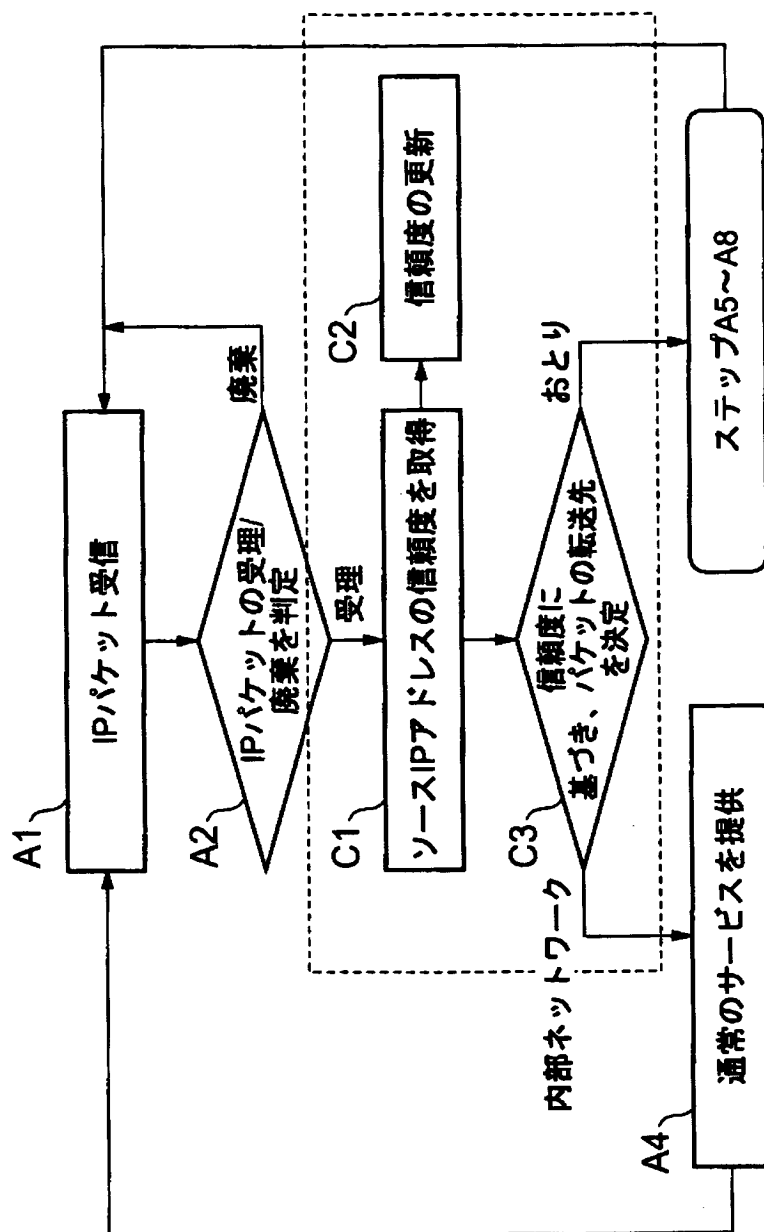 A1
IPパケット受信
A2
IPパケットの受理/
廃棄を判定
廃棄
受理
C1
ソースIPアドレスの信頼度を取得
C2
信頼度の更新
C3
信頼度に
基づき、パケットの転送先
を決定
内部ネットワーク
おとり
A4
通常のサービスを提供
ステップA5～A8